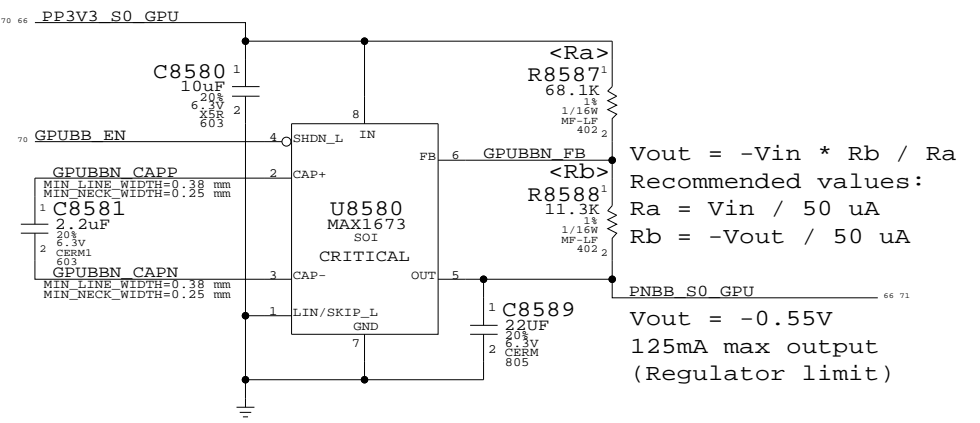 70 66 PP3V3_S0_GPU
C8580 1
10uF
20%
6.3V
X5R
603
2
70 GPUBB_EN
GPUBBN_CAPP
MIN_LINE_WIDTH=0.38 mm
MIN_NECK_WIDTH=0.25 mm
1 C8581
2.2uF
20%
6.3V
CERM1
603
2
GPUBBN_CAPN
MIN_LINE_WIDTH=0.38 mm
MIN_NECK_WIDTH=0.25 mm
8
IN
4 SHDN_L
2 CAP+
3 CAP-
1 LIN/SKIP_L
U8580
MAX1673
SOI
CRITICAL
FB 6 GPUBBN_FB
OUT 5
GND
7
<Ra>
R8587 1
68.1K
1%
1/16W
MF-LF
402 2
<Rb>
R8588 1
11.3K
1%
1/16W
MF-LF
402 2
1 C8589
22UF
20%
6.3V
CERM
805
2
Vout = -Vin * Rb / Ra
Recommended values:
Ra = Vin / 50 uA
Rb = -Vout / 50 uA
PNBB_S0_GPU 66 71
Vout = -0.55V
125mA max output
(Regulator limit)